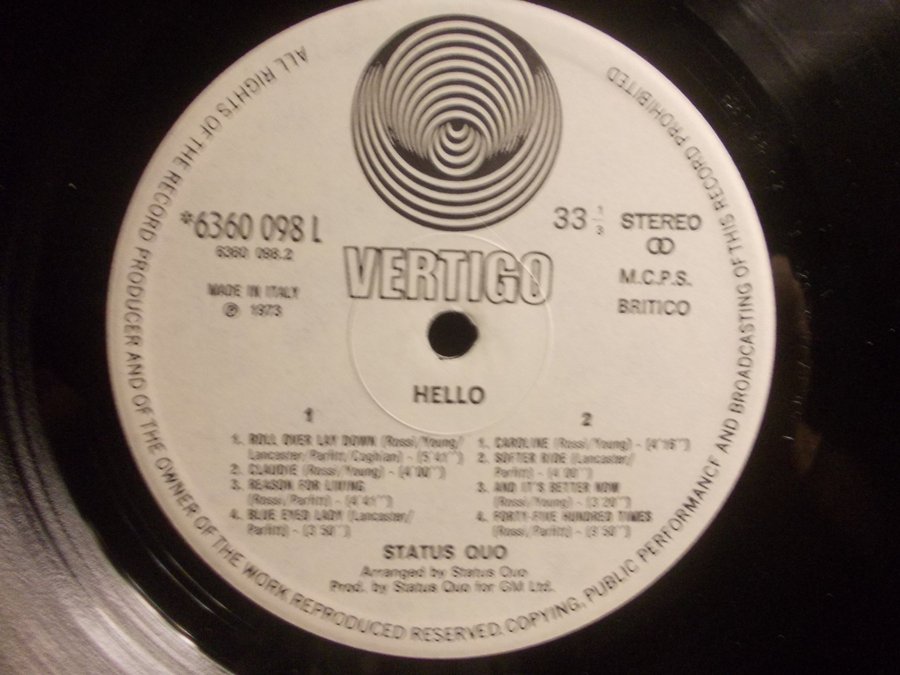 ALL RIGHTS OF THE RECORD PRODUCER AND OF THE OWNER OF THE WORK REPRODUCED RESERVED. COPYING, PUBLIC PERFORMANCE AND BROADCASTING OF THIS RECORD PROHIBITED
*6360 098 L
6360 098.2
MADE IN ITALY
℗ 1973
VERTIGO
33 1/3 STEREO
M.C.P.S.
BRITICO
HELLO
1
1. ROLL OVER LAY DOWN (Rossi/Young/
Lancaster/Parfitt/Coghlan) - (5'41'')
2. CLAUDIE (Rossi/Young) - (4'00'')
3. REASON FOR LIVING
(Rossi/Parfitt) - (4'41'')
4. BLUE EYED LADY (Lancaster/
Parfitt) - (3'50'')
2
1. CAROLINE (Rossi/Young) - (4'16'')
2. SOFTER RIDE (Lancaster/
Parfitt) - (4'00'')
3. AND IT'S BETTER NOW
(Rossi/Young) - (3'20'')
4. FORTY-FIVE HUNDRED TIMES
(Rossi/Parfitt) - (9'50'')
STATUS QUO
Arranged by Status Quo
Prod. by Status Quo for GM Ltd.